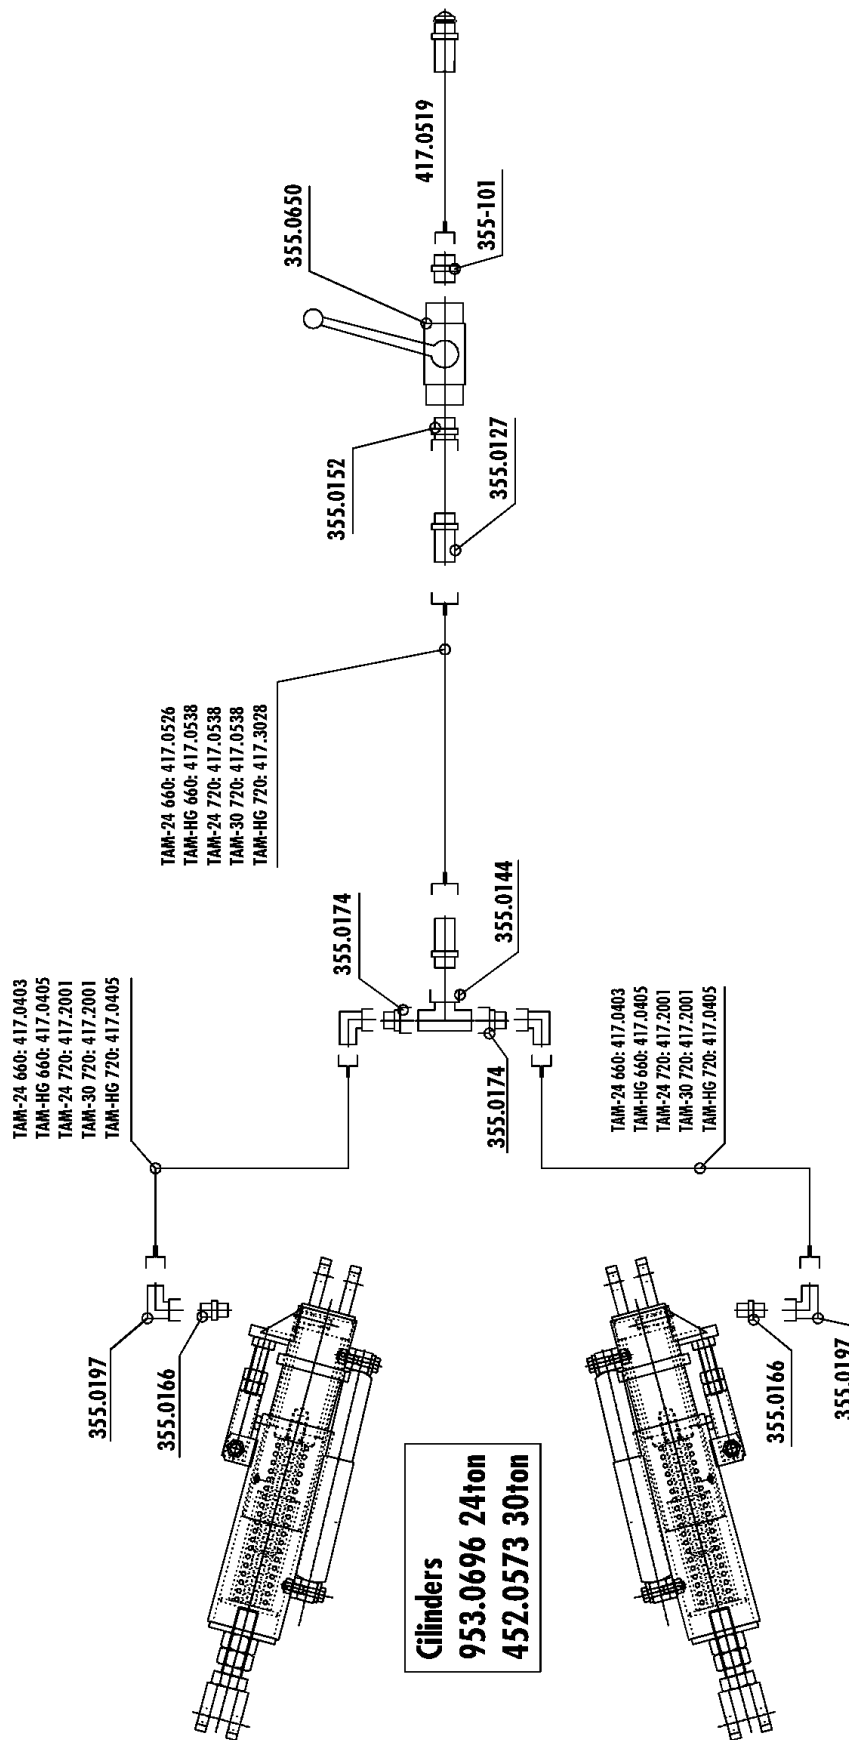 417.0519
355.0650
355-101
355.0152
355.0127
TAM-24 660: 417.0526
TAM-HG 660: 417.0538
TAM-24 720: 417.0538
TAM-30 720: 417.0538
TAM-HG 720: 417.3028
355.0174
355.0144
355.0174
TAM-24 660: 417.0403
TAM-HG 660: 417.0405
TAM-24 720: 417.2001
TAM-30 720: 417.2001
TAM-HG 720: 417.0405
TAM-24 660: 417.0403
TAM-HG 660: 417.0405
TAM-24 720: 417.2001
TAM-30 720: 417.2001
TAM-HG 720: 417.0405
355.0197
355.0166
355.0166
355.0197
Cilinders
953.0696 24ton
452.0573 30ton